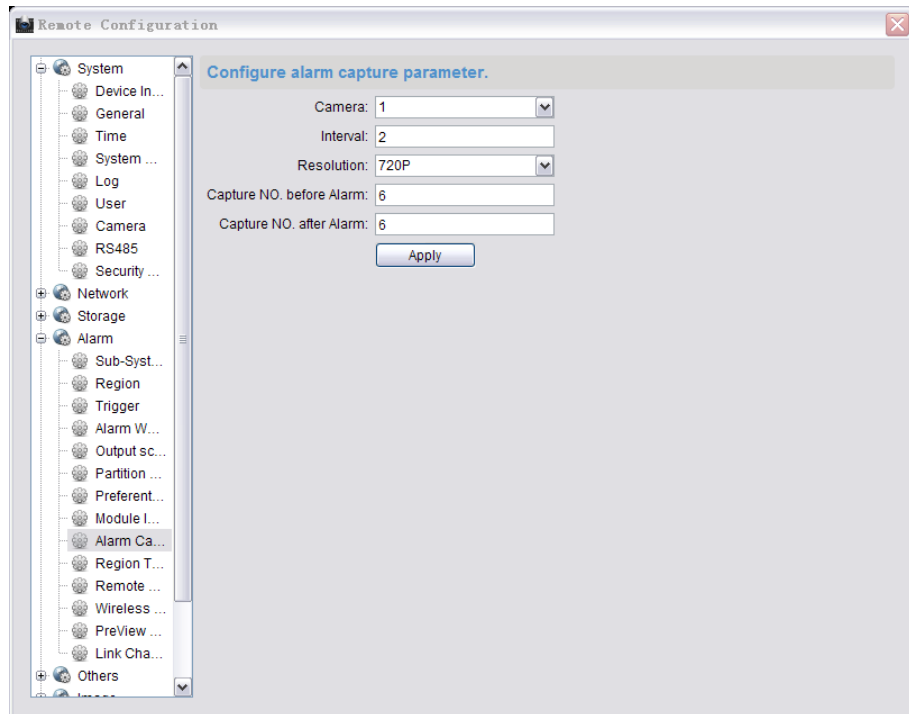 Remote Configuration
System
Device In...
General
Time
System ...
Log
User
Camera
RS485
Security ...
Network
Storage
Alarm
Sub-Syst...
Region
Trigger
Alarm W...
Output sc...
Partition ...
Preferent...
Module I...
Alarm Ca...
Region T...
Remote ...
Wireless ...
PreView ...
Link Cha...
Others
Configure alarm capture parameter.
Camera: 1
Interval: 2
Resolution: 720P
Capture NO. before Alarm: 6
Capture NO. after Alarm: 6
Apply